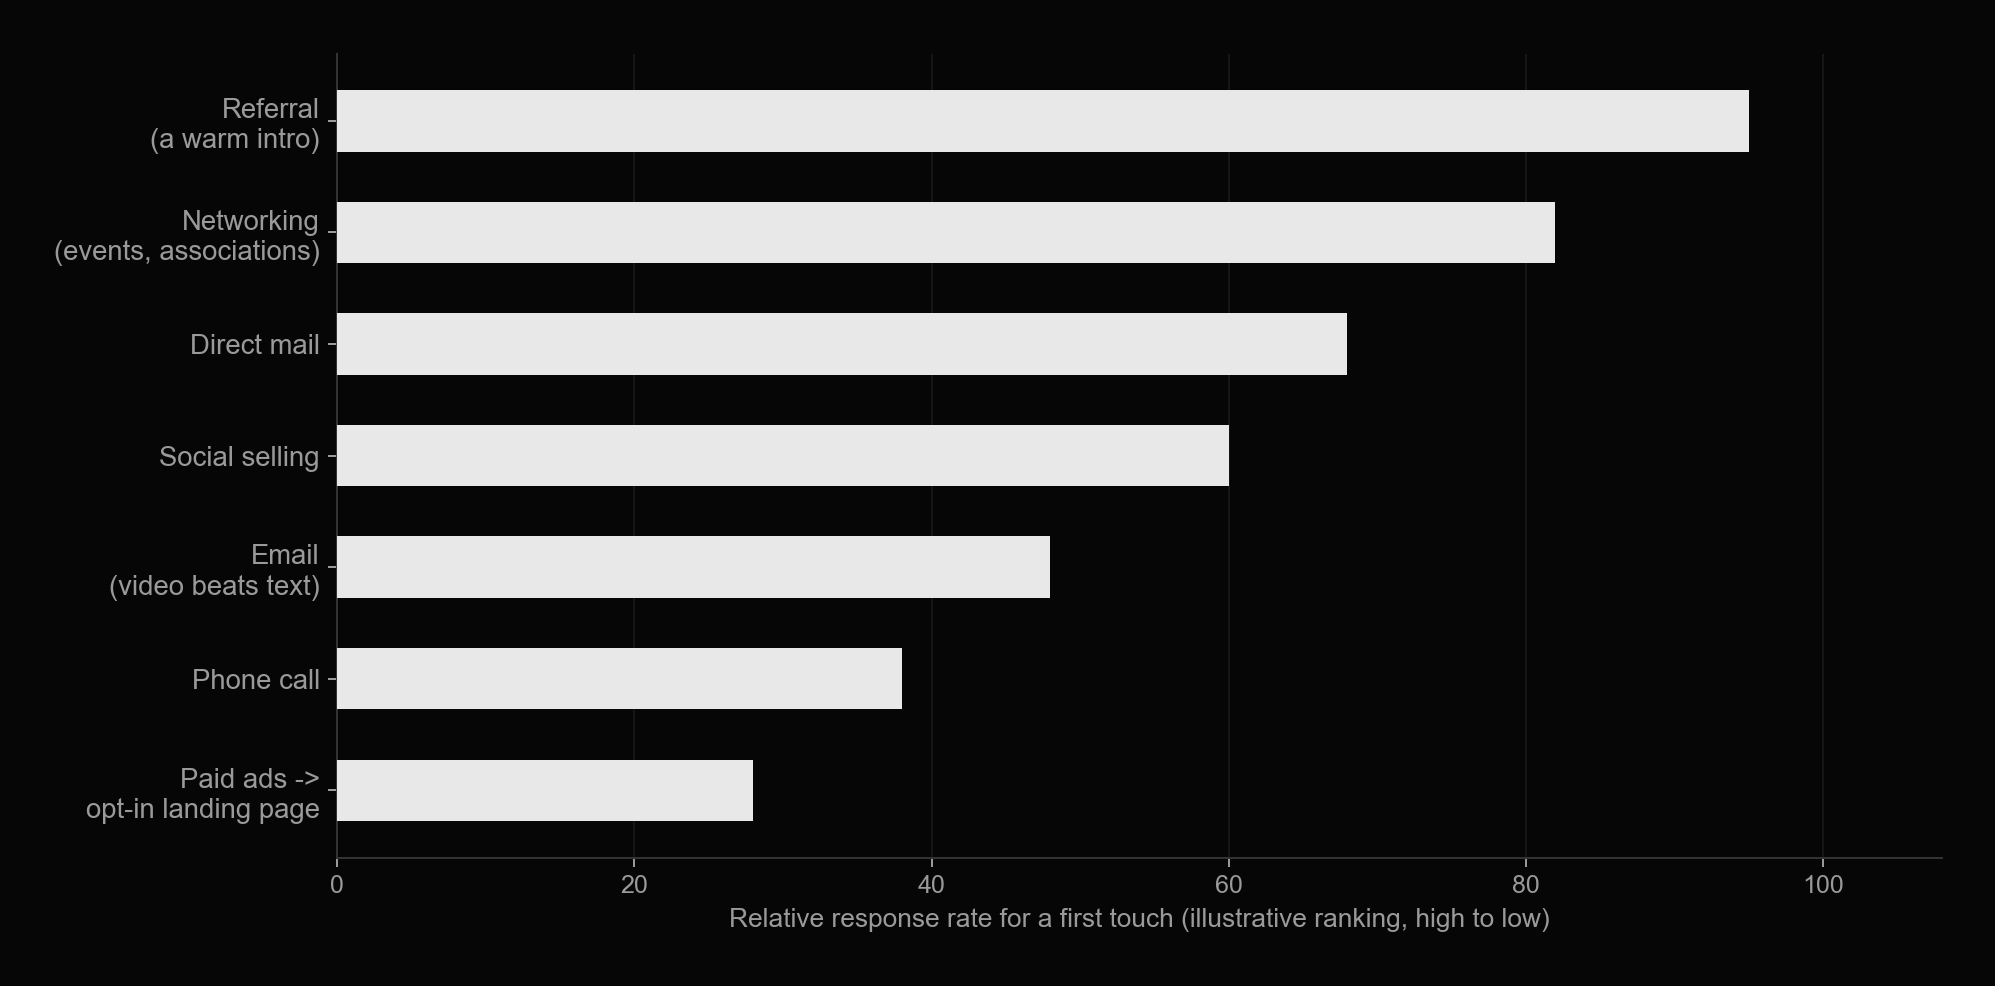 Referral
(a warm intro)
Networking
(events, associations)
Direct mail
Social selling
Email
(video beats text)
Phone call
Paid ads ->
opt-in landing page
0 20 40 60 80 100
Relative response rate for a first touch (illustrative ranking, high to low)